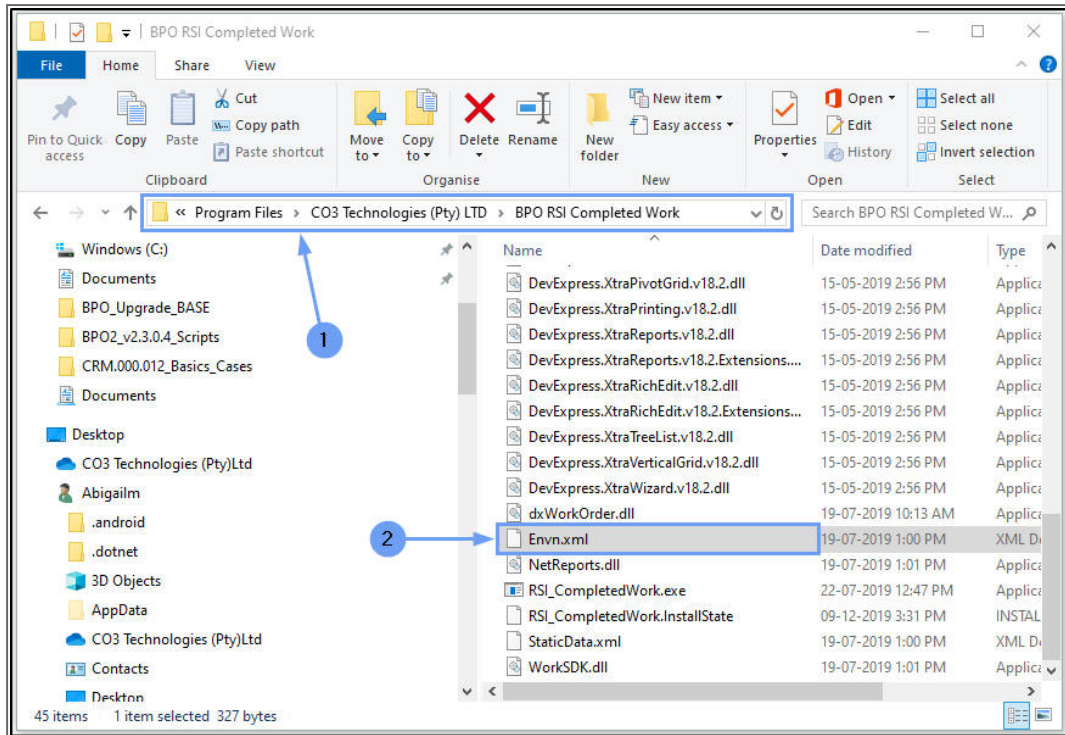 BPO RSI Completed Work
File Home Share View
Pin to Quick access
Copy
Paste
Cut
Copy path
Paste shortcut
Clipboard
Move to
Copy to
Delete
Rename
Organise
New folder
New item
Easy access
New
Properties
Open
Edit
History
Open
Select all
Select none
Invert selection
Select
« Program Files > CO3 Technologies (Pty) LTD > BPO RSI Completed Work
Search BPO RSI Completed W...
Windows (C:)
Documents
BPO_Upgrade_BASE
BPO2_v2.3.0.4_Scripts
CRM.000.012_Basics_Cases
Documents
Desktop
CO3 Technologies (Pty)Ltd
Abigailm
.android
.dotnet
3D Objects
AppData
CO3 Technologies (Pty)Ltd
Contacts
Desktop
1
2
Name Date modified Type
DevExpress.XtraPivotGrid.v18.2.dll 15-05-2019 2:56 PM Applica
DevExpress.XtraPrinting.v18.2.dll 15-05-2019 2:56 PM Applica
DevExpress.XtraReports.v18.2.dll 15-05-2019 2:56 PM Applica
DevExpress.XtraReports.v18.2.Extensions.... 15-05-2019 2:56 PM Applica
DevExpress.XtraRichEdit.v18.2.dll 15-05-2019 2:56 PM Applica
DevExpress.XtraRichEdit.v18.2.Extensions... 15-05-2019 2:56 PM Applica
DevExpress.XtraTreeList.v18.2.dll 15-05-2019 2:56 PM Applica
DevExpress.XtraVerticalGrid.v18.2.dll 15-05-2019 2:56 PM Applica
DevExpress.XtraWizard.v18.2.dll 15-05-2019 2:56 PM Applica
dxWorkOrder.dll 19-07-2019 10:13 AM Applica
Envn.xml 19-07-2019 1:00 PM XML D
NetReports.dll 19-07-2019 1:01 PM Applica
RSI_CompletedWork.exe 22-07-2019 12:47 PM Applica
RSI_CompletedWork.InstallState 09-12-2019 3:31 PM INSTAL
StaticData.xml 19-07-2019 1:00 PM XML D
WorkSDK.dll 19-07-2019 1:01 PM Applica
45 items 1 item selected 327 bytes